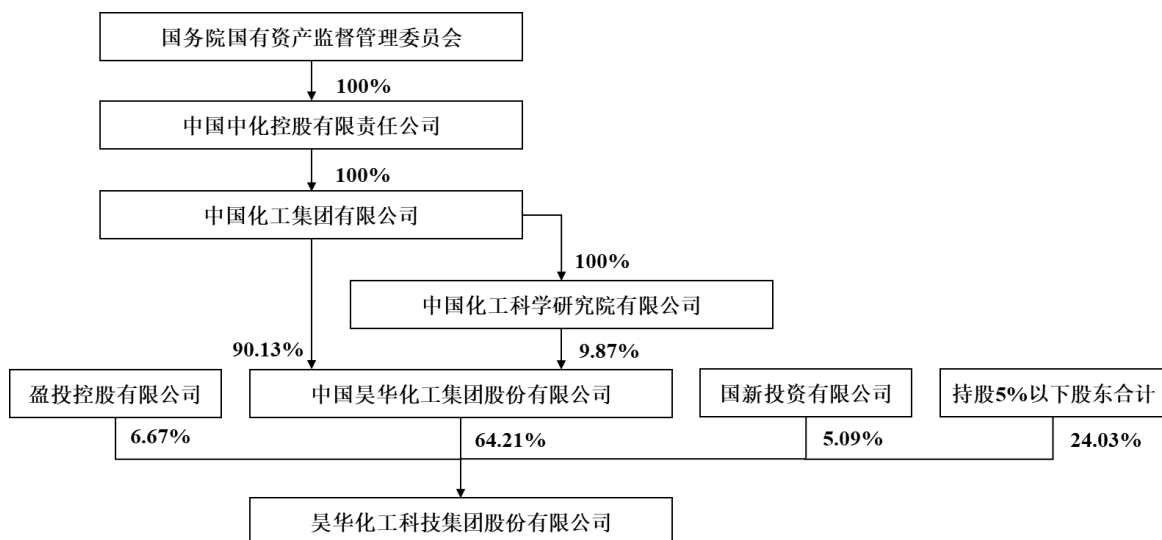 国务院国有资产监督管理委员会
100%
中国中化控股有限责任公司
100%
中国化工集团有限公司
100%
中国化工科学研究院有限公司
90.13%
9.87%
盈投控股有限公司
中国昊华化工集团股份有限公司
国新投资有限公司
持股5%以下股东合计
6.67%
64.21%
5.09%
24.03%
昊华化工科技集团股份有限公司